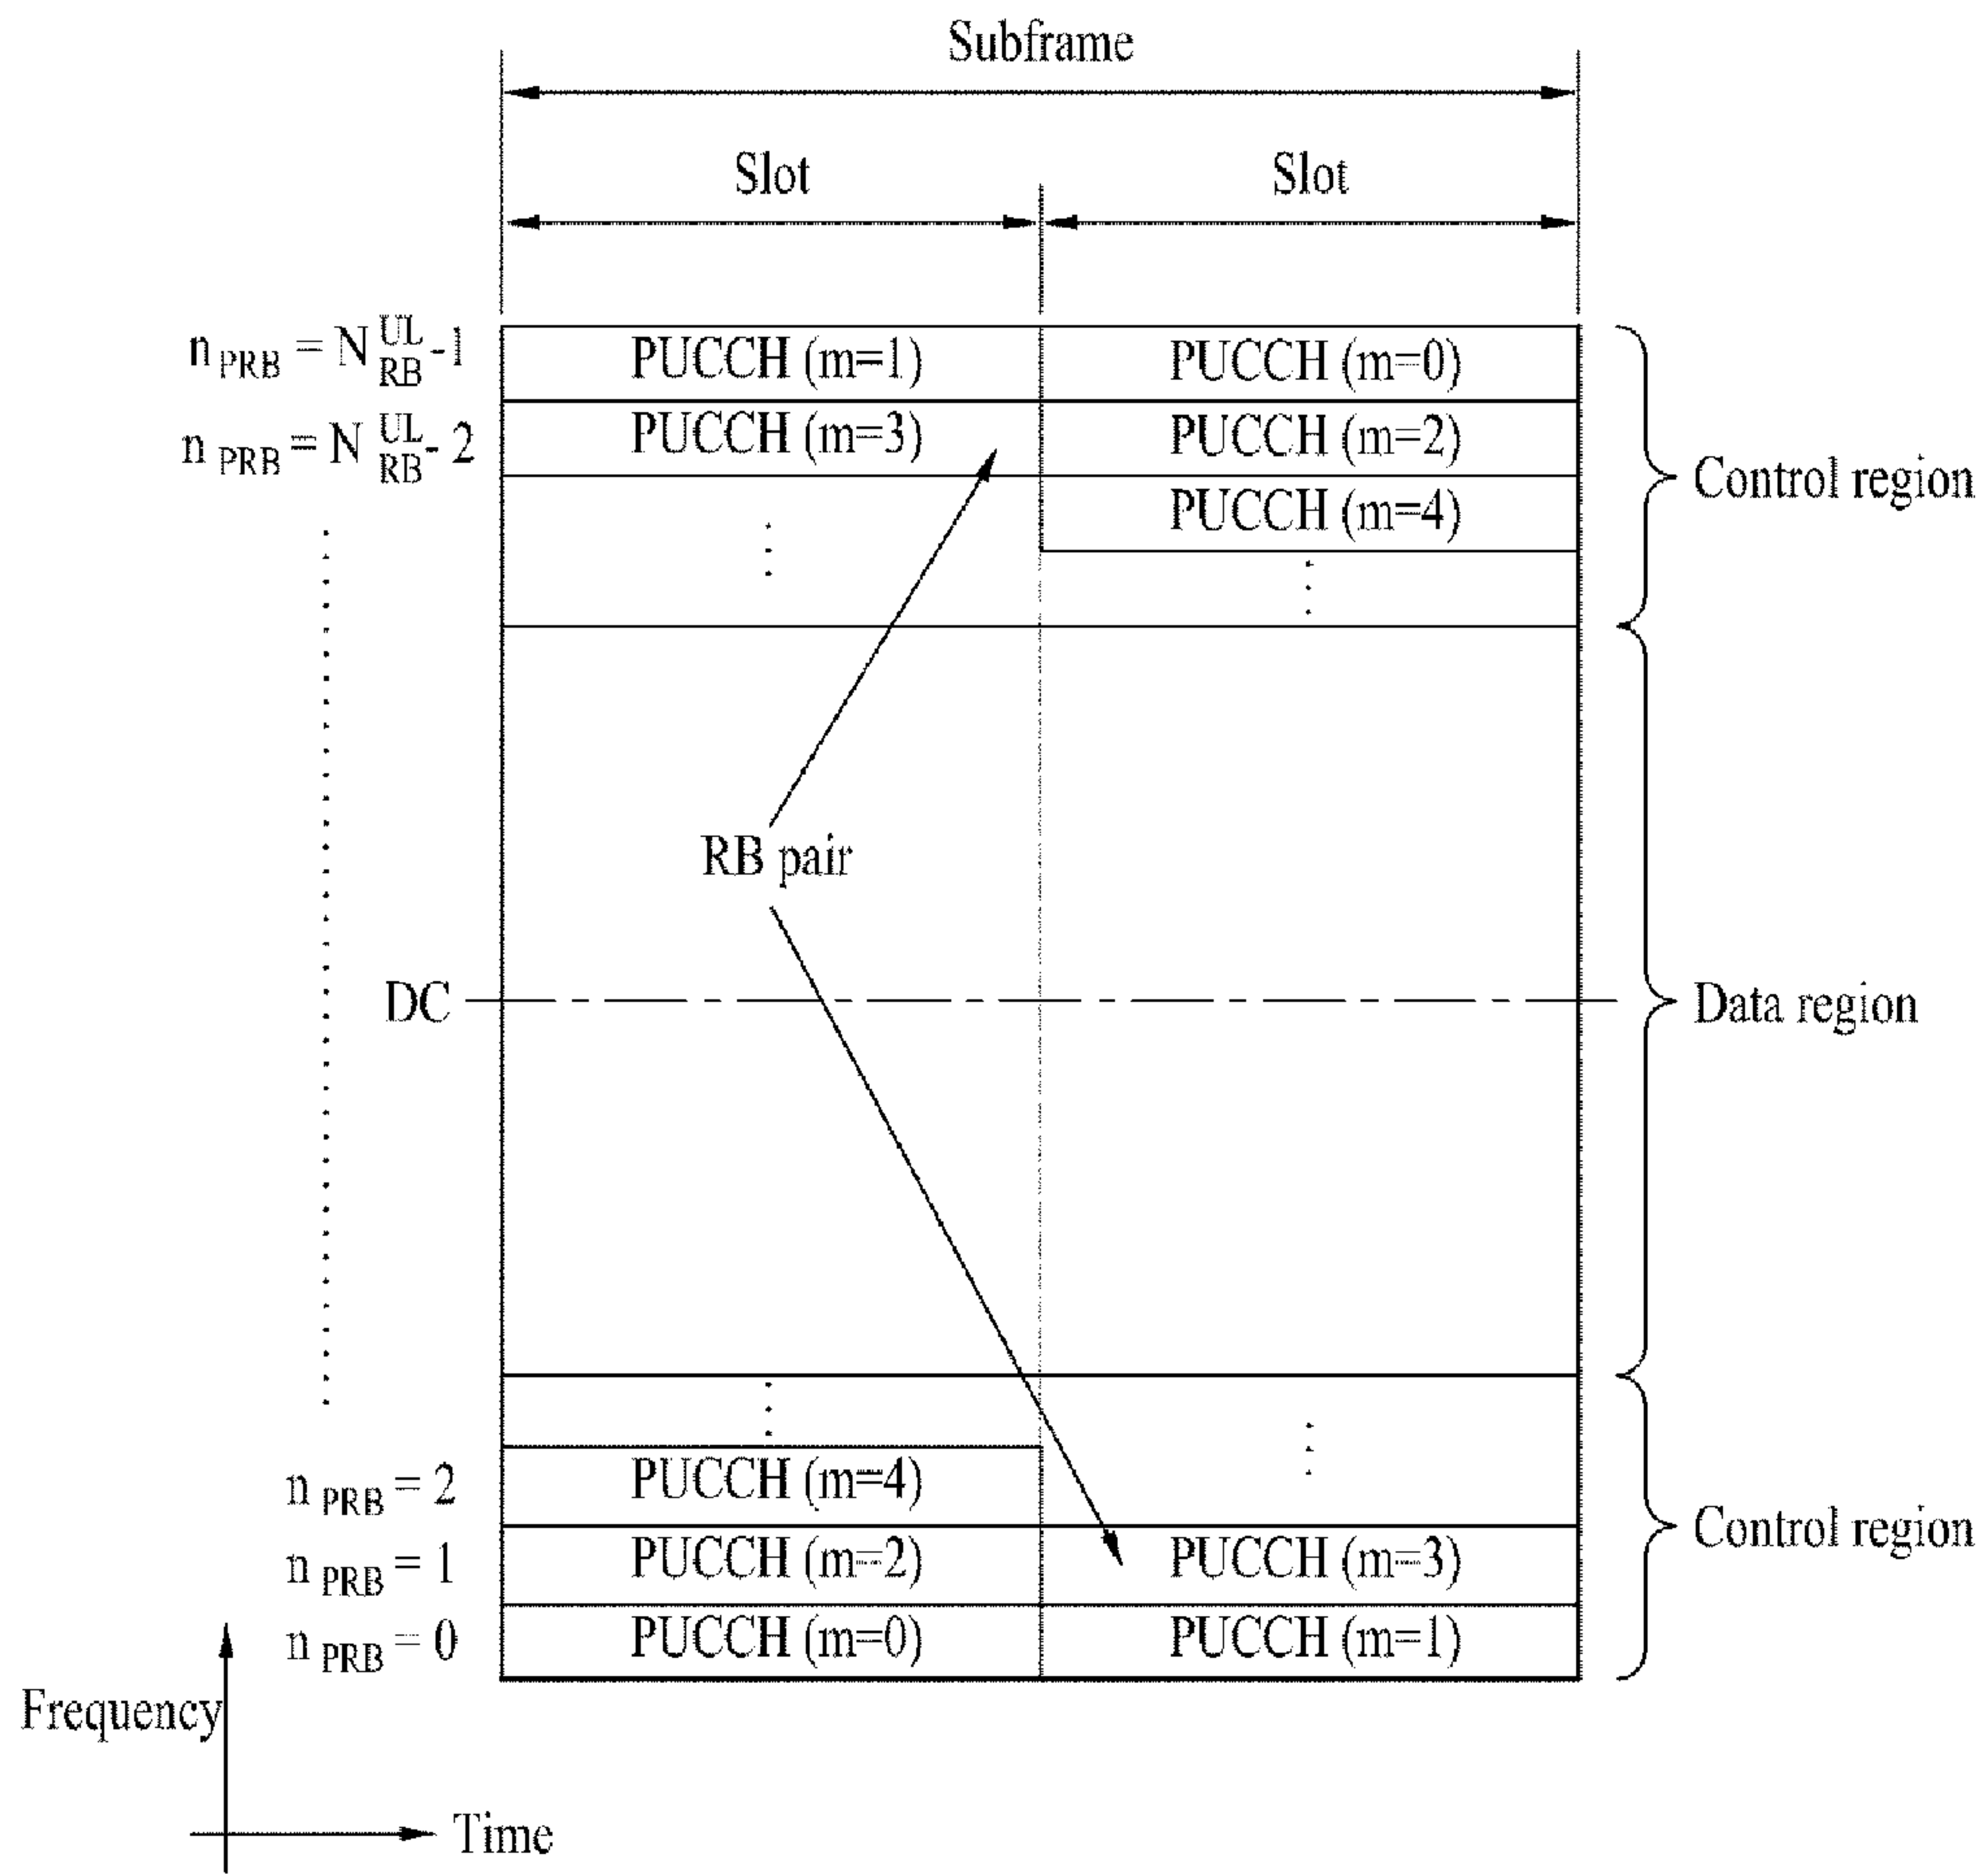 Subframe
Slot Slot
n PRB = N UL RB -1 PUCCH (m=1) PUCCH (m=0)
n PRB = N UL RB - 2 PUCCH (m=3) PUCCH (m=2)
Control region
PUCCH (m=4)
RB pair
DC Data region
n PRB = 2 PUCCH (m=4)
Control region
n PRB = 1 PUCCH (m=2) PUCCH (m=3)
n PRB = 0 PUCCH (m=0) PUCCH (m=1)
Frequency
Time